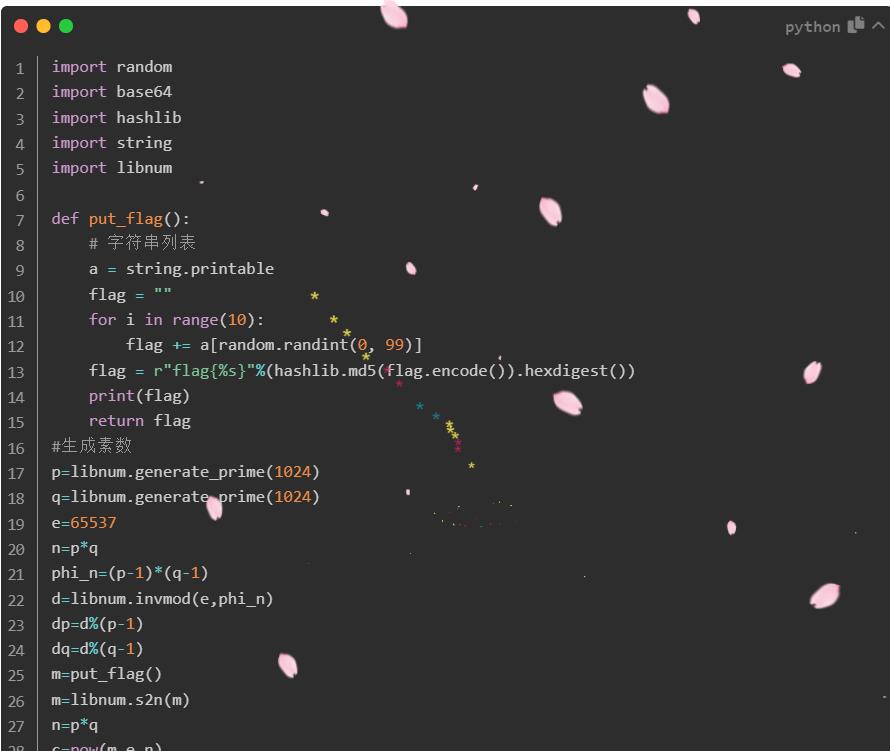 python
1 import random
2 import base64
3 import hashlib
4 import string
5 import libnum
6
7 def put_flag():
8     # 字符串列表
9     a = string.printable
10     flag = ""
11     for i in range(10):
12         flag += a[random.randint(0, 99)]
13     flag = r"flag{%s}"%(hashlib.md5(flag.encode()).hexdigest())
14     print(flag)
15     return flag
16 #生成素数
17 p=libnum.generate_prime(1024)
18 q=libnum.generate_prime(1024)
19 e=65537
20 n=p*q
21 phi_n=(p-1)*(q-1)
22 d=libnum.invmod(e,phi_n)
23 dp=d%(p-1)
24 dq=d%(q-1)
25 m=put_flag()
26 m=libnum.s2n(m)
27 n=p*q
28 c=pow(m,e,n)